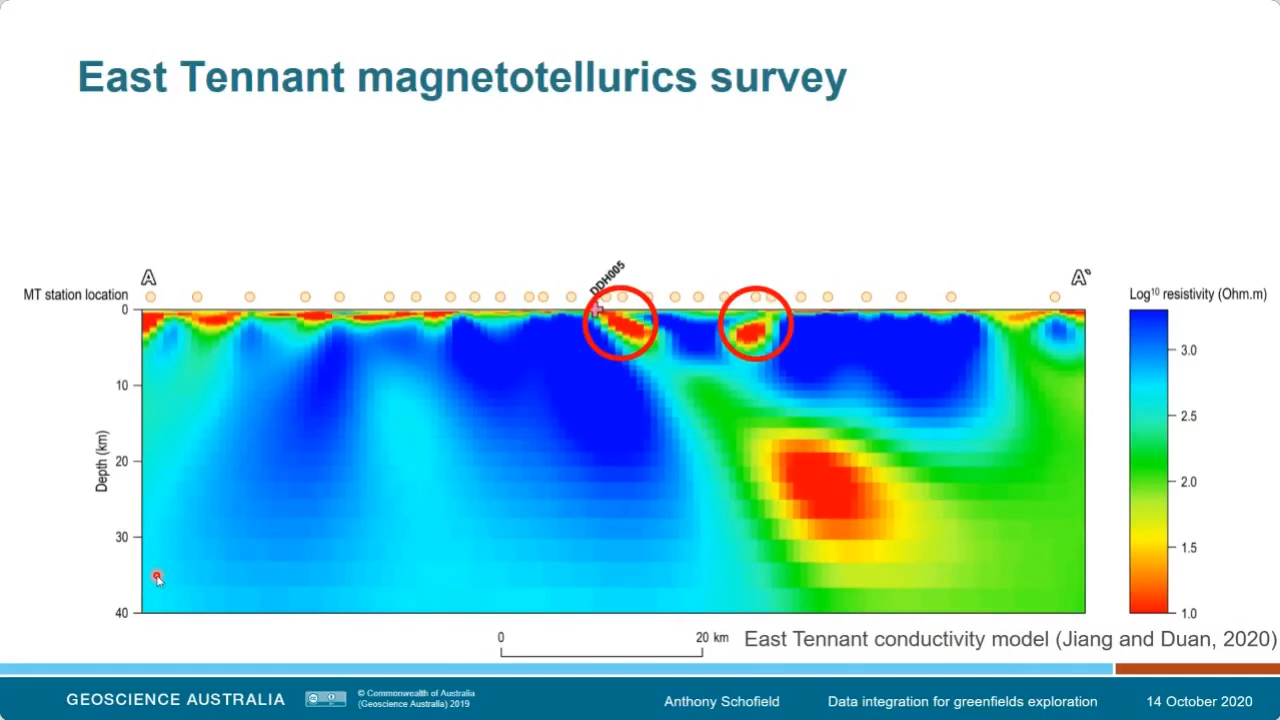 East Tennant magnetotellurics survey
A
A'
DDH005
MT station location
Log¹⁰ resistivity (Ohm.m)
0
10
20
30
40
Depth (km)
3.0
2.5
2.0
1.5
1.0
0 20 km
East Tennant conductivity model (Jiang and Duan, 2020)
GEOSCIENCE AUSTRALIA
© Commonwealth of Australia
(Geoscience Australia) 2019
Anthony Schofield
Data integration for greenfields exploration
14 October 2020